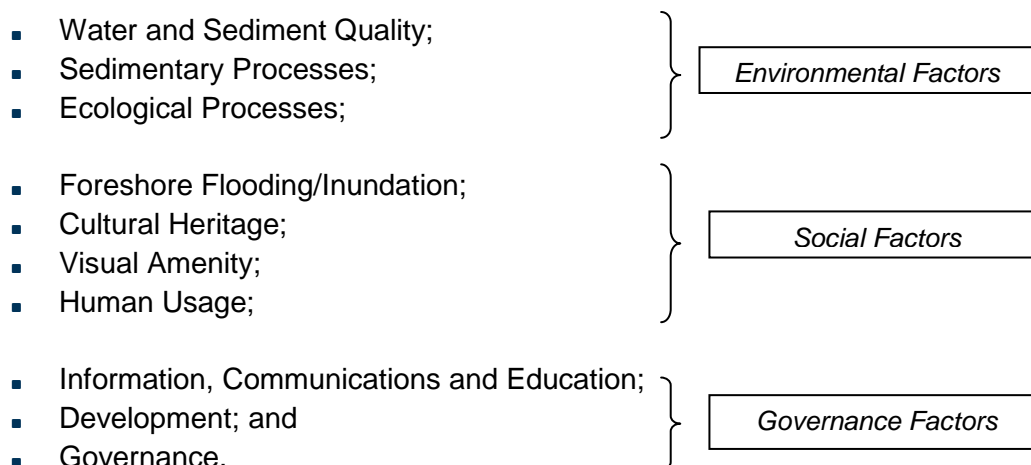 Water and Sediment Quality;
Sedimentary Processes;
Ecological Processes;
Environmental Factors
Foreshore Flooding/Inundation;
Cultural Heritage;
Visual Amenity;
Human Usage;
Social Factors
Information, Communications and Education;
Development; and
Governance.
Governance Factors